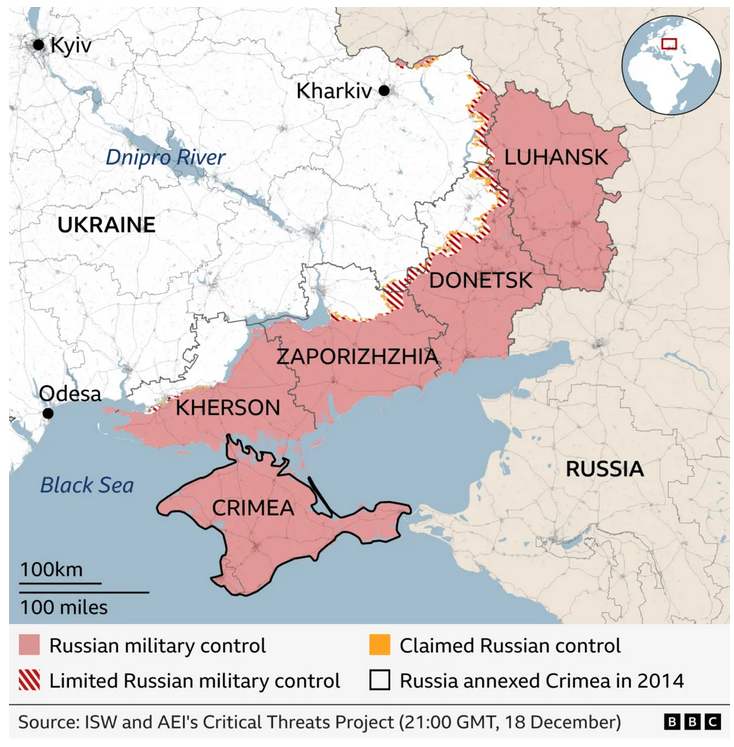 Kyiv
Kharkiv
Dnipro River
LUHANSK
UKRAINE
DONETSK
ZAPORIZHZHIA
Odesa
KHERSON
RUSSIA
Black Sea
CRIMEA
100km
100 miles
Russian military control
Claimed Russian control
Limited Russian military control
Russia annexed Crimea in 2014
Source: ISW and AEI's Critical Threats Project (21:00 GMT, 18 December)
BBC